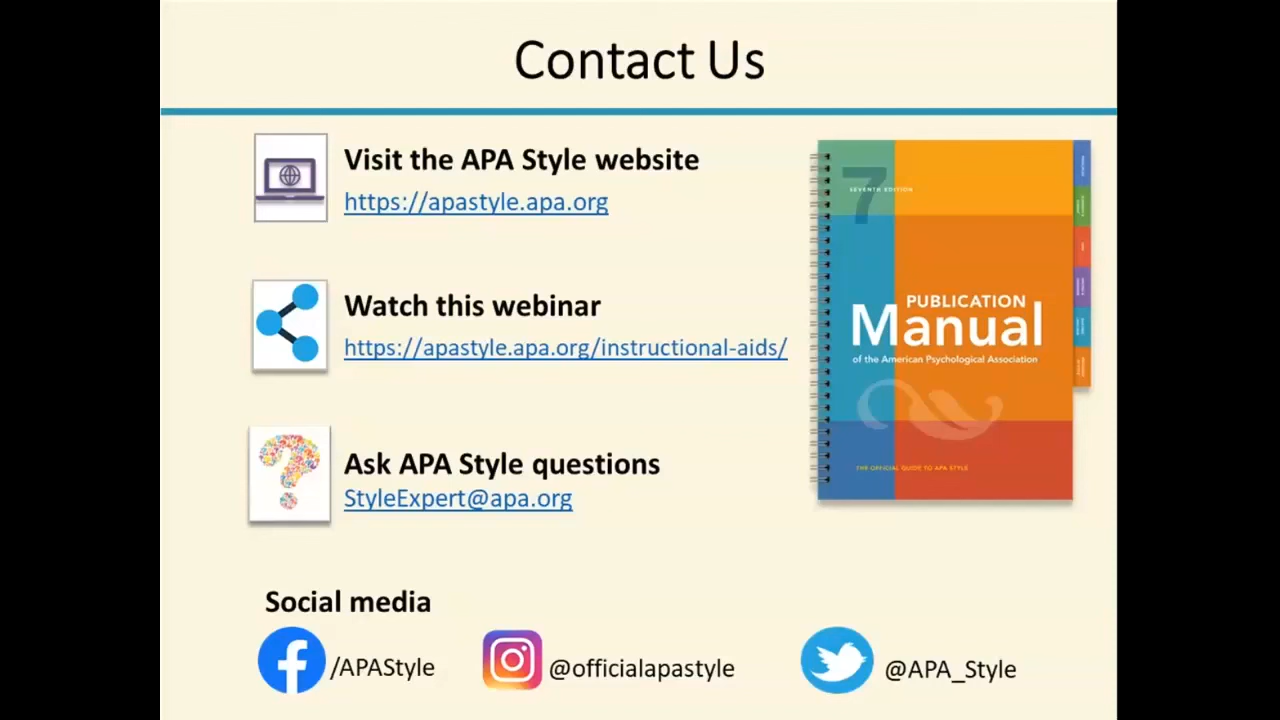 Contact Us
Visit the APA Style website
https://apastyle.apa.org
Watch this webinar
https://apastyle.apa.org/instructional-aids/
Ask APA Style questions
StyleExpert@apa.org
7
SEVENTH EDITION
PUBLICATION
Manual
of the American Psychological Association
THE OFFICIAL GUIDE TO APA STYLE
Social media
/APAStyle
@officialapastyle
@APA_Style